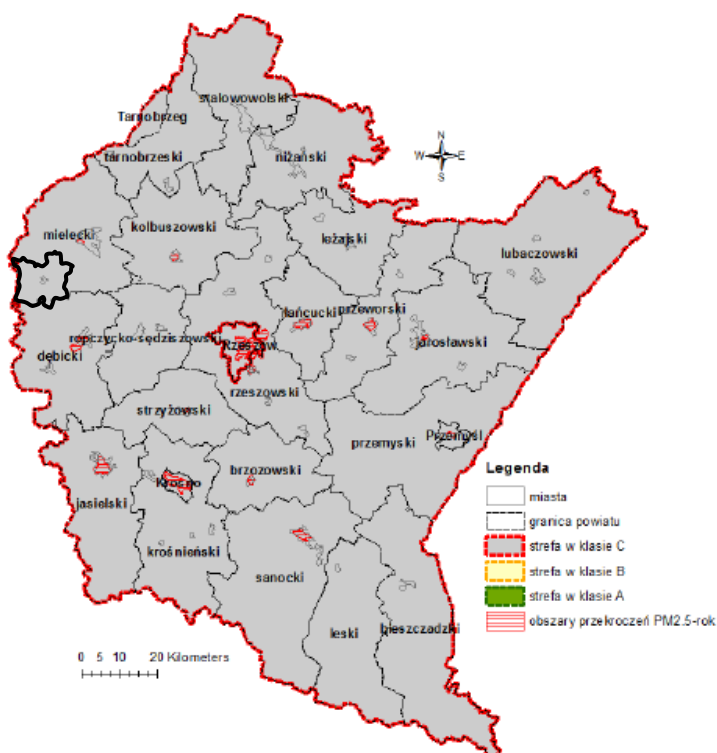 stalowowolski
Tarnobrzeg
tarnobrzeski
niżański
N
W E
S
mielecki
kolbuszowski
leżajski
lubaczowski
łańcucki
przeworski
ropczycko-sędziszowski
Rzeszów
jarosławski
dębicki
rzeszowski
strzyżowski
przemyski
Przemyśl
jasielski
Krosno
brzozowski
krośnieński
sanocki
leski
bieszczadzki
Legenda
miasta
granica powiatu
strefa w klasie C
strefa w klasie B
strefa w klasie A
obszary przekroczeń PM2.5-rok
0 5 10 20 Kilometers